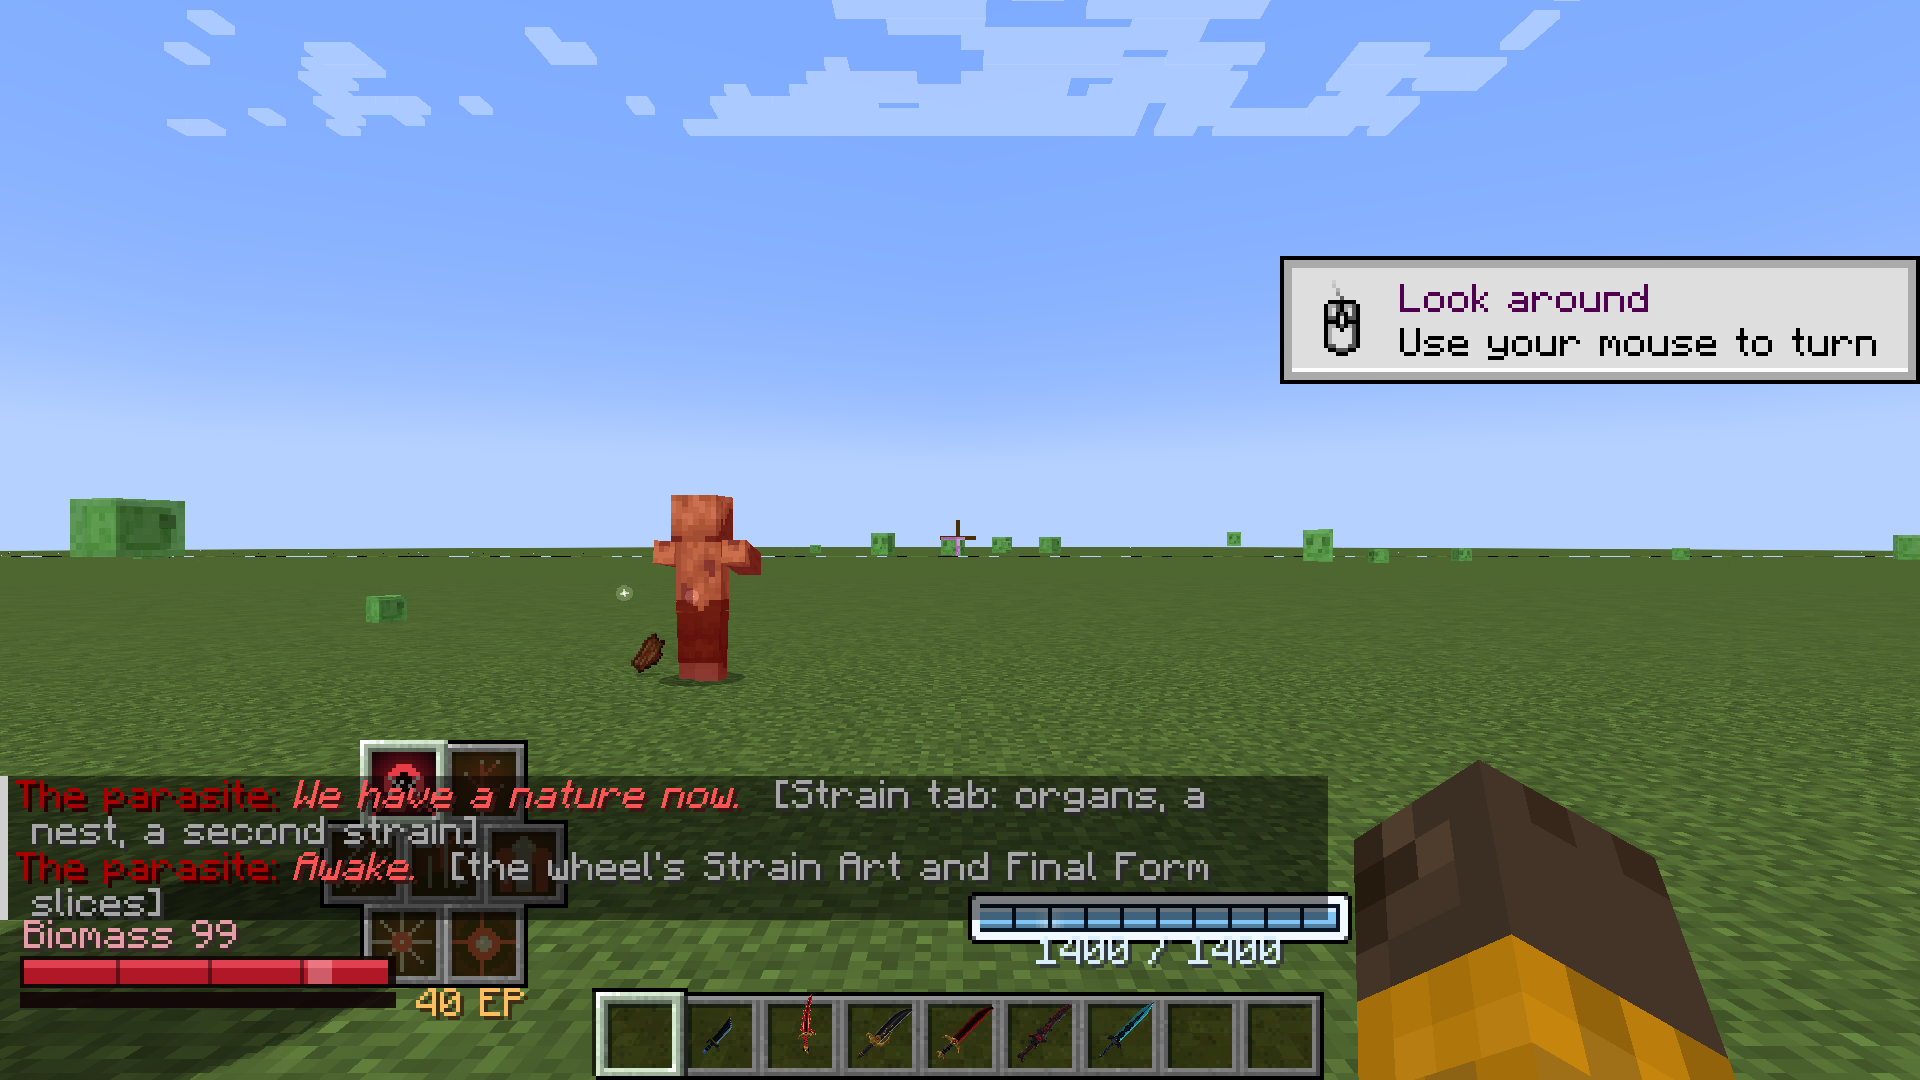 Look around
Use your mouse to turn
The parasite: We have a nature now. [Strain tab: organs, a
nest, a second strain]
The parasite: Awake. [the wheel's Strain Art and Final Form
slices]
Biomass 99
1400 / 1400
40 EP